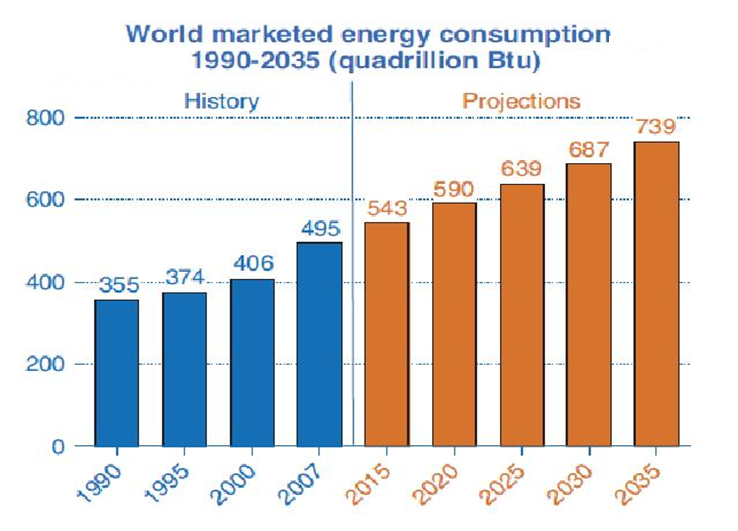 World marketed energy consumption
1990-2035 (quadrillion Btu)
History Projections
800
600
400
200
0
355 374 406 495 543 590 639 687 739
1990 1995 2000 2007 2015 2020 2025 2030 2035